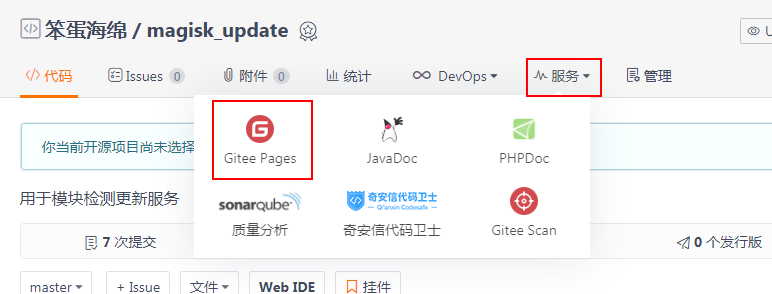 笨蛋海绵 / magisk_update
代码 Issues 0 附件 0 统计 DevOps 服务 管理
Gitee Pages JavaDoc PHPDoc
你当前开源项目尚未选择
sonarqube 奇安信代码卫士 Qi'anxin Codesafe
用于模块检测更新服务
质量分析 奇安信代码卫士 Gitee Scan
7 次提交 0 个发行版
master + Issue 文件 Web IDE 挂件